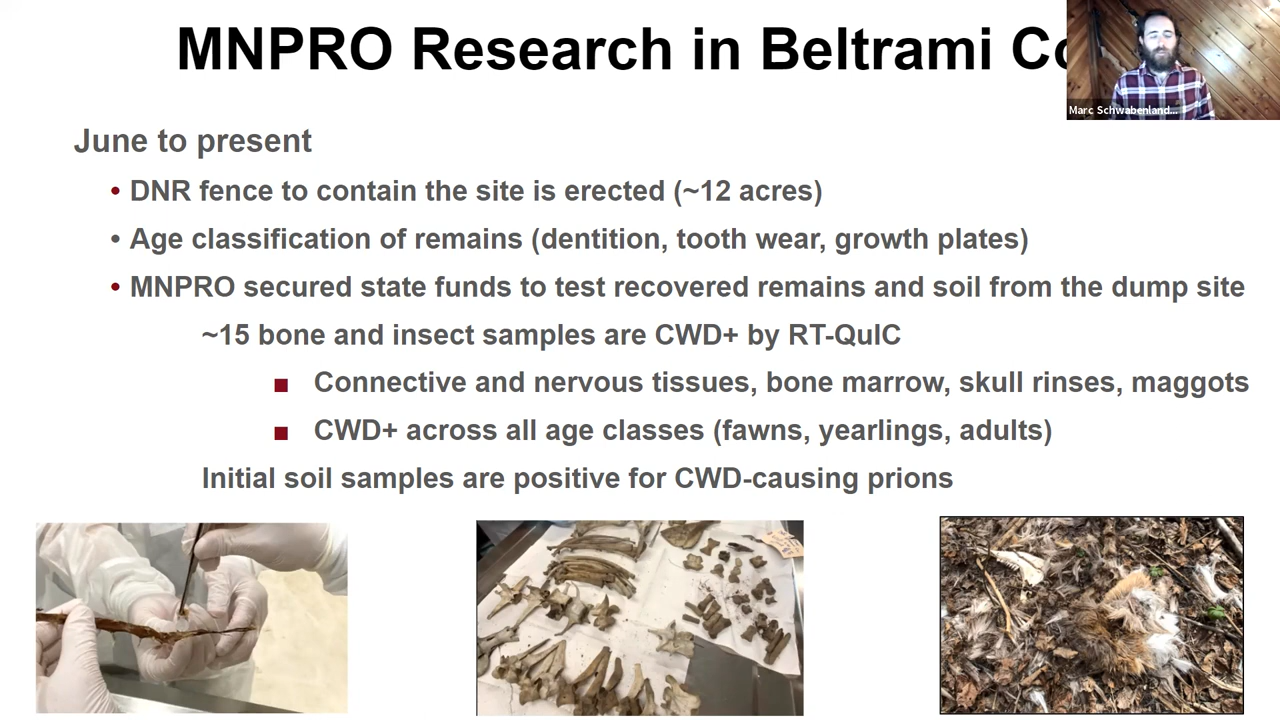 MNPRO Research in Beltrami Co
Marc Schwabenland...
June to present
• DNR fence to contain the site is erected (~12 acres)
• Age classification of remains (dentition, tooth wear, growth plates)
• MNPRO secured state funds to test recovered remains and soil from the dump site
~15 bone and insect samples are CWD+ by RT-QuIC
■ Connective and nervous tissues, bone marrow, skull rinses, maggots
■ CWD+ across all age classes (fawns, yearlings, adults)
Initial soil samples are positive for CWD-causing prions